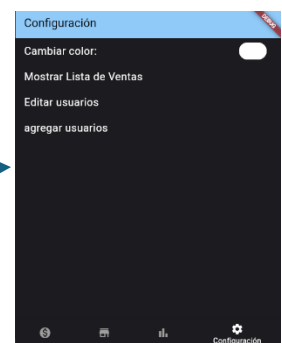 Configuración
DEBUG
Cambiar color:
Mostrar Lista de Ventas
Editar usuarios
agregar usuarios
Configuración